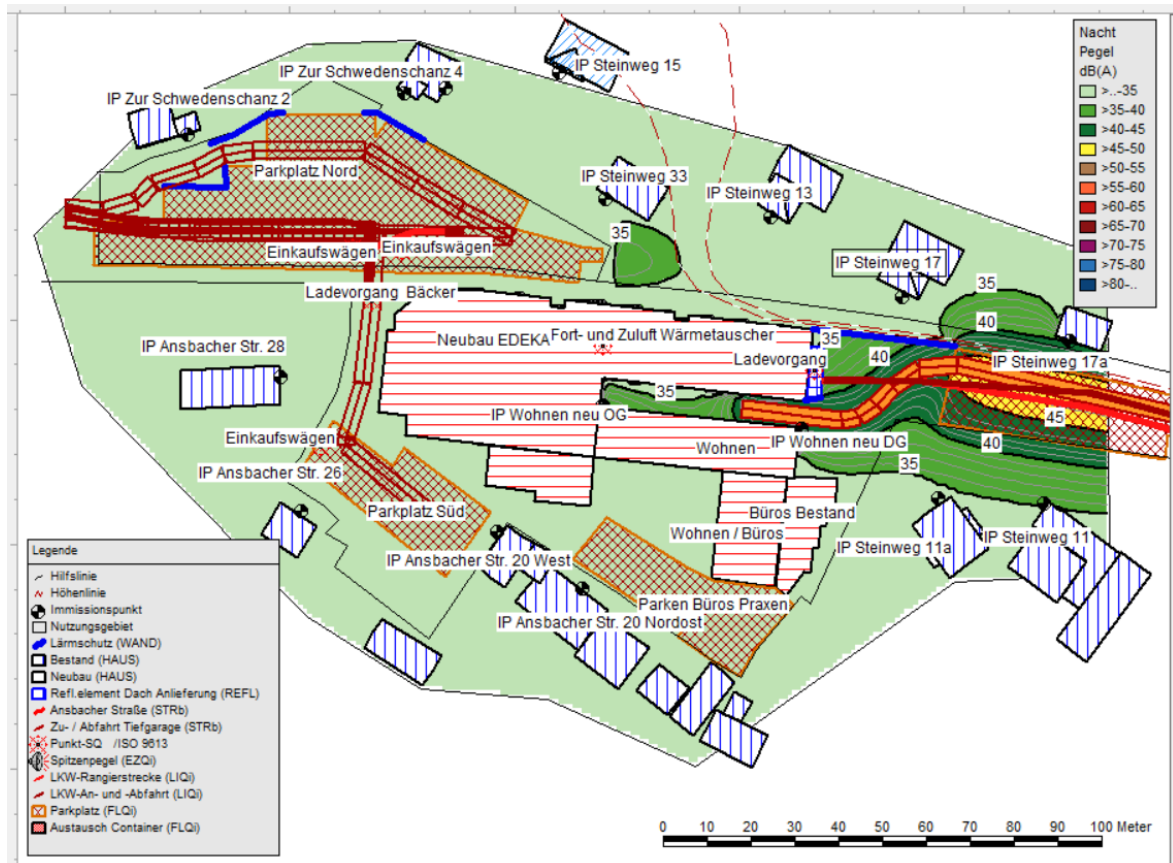 Nacht
Pegel
dB(A)
>..-35
>35-40
>40-45
>45-50
>50-55
>55-60
>60-65
>65-70
>70-75
>75-80
>80-..
IP Steinweg 15
IP Zur Schwedenschanz 4
IP Zur Schwedenschanz 2
Parkplatz Nord
IP Steinweg 33
IP Steinweg 13
35
Einkaufswägen
Einkaufswägen
IP Steinweg 17
35
Ladevorgang Bäcker
40
Neubau EDEKA
Fort- und Zuluft Wärmetauscher
35
IP Ansbacher Str. 28
Ladevorgang
40
IP Steinweg 17a
35
IP Wohnen neu OG
45
Einkaufswägen
Wohnen
IP Wohnen neu DG
40
IP Ansbacher Str. 26
35
Parkplatz Süd
Büros Bestand
Wohnen / Büros
IP Steinweg 11a
IP Steinweg 11
IP Ansbacher Str. 20 West
Parken Büros Praxen
IP Ansbacher Str. 20 Nordost
Legende
Hilfslinie
Höhenlinie
Immissionspunkt
Nutzungsgebiet
Lärmschutz (WAND)
Bestand (HAUS)
Neubau (HAUS)
Refl.element Dach Anlieferung (REFL)
Ansbacher Straße (STRb)
Zu- / Abfahrt Tiefgarage (STRb)
Punkt-SQ /ISO 9613
Spitzenpegel (EZQi)
LKW-Rangierstrecke (LIQi)
LKW-An- und -Abfahrt (LIQi)
Parkplatz (FLQi)
Austausch Container (FLQi)
0 10 20 30 40 50 60 70 80 90 100 Meter